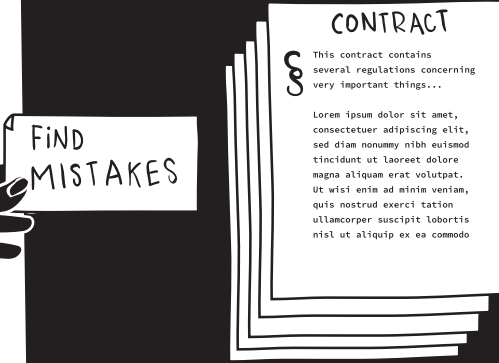 FiND
MISTAKES
CONTRACT
§
This contract contains
several regulations concerning
very important things...
Lorem ipsum dolor sit amet,
consectetuer adipiscing elit,
sed diam nonummy nibh euismod
tincidunt ut laoreet dolore
magna aliquam erat volutpat.
Ut wisi enim ad minim veniam,
quis nostrud exerci tation
ullamcorper suscipit lobortis
nisl ut aliquip ex ea commodo